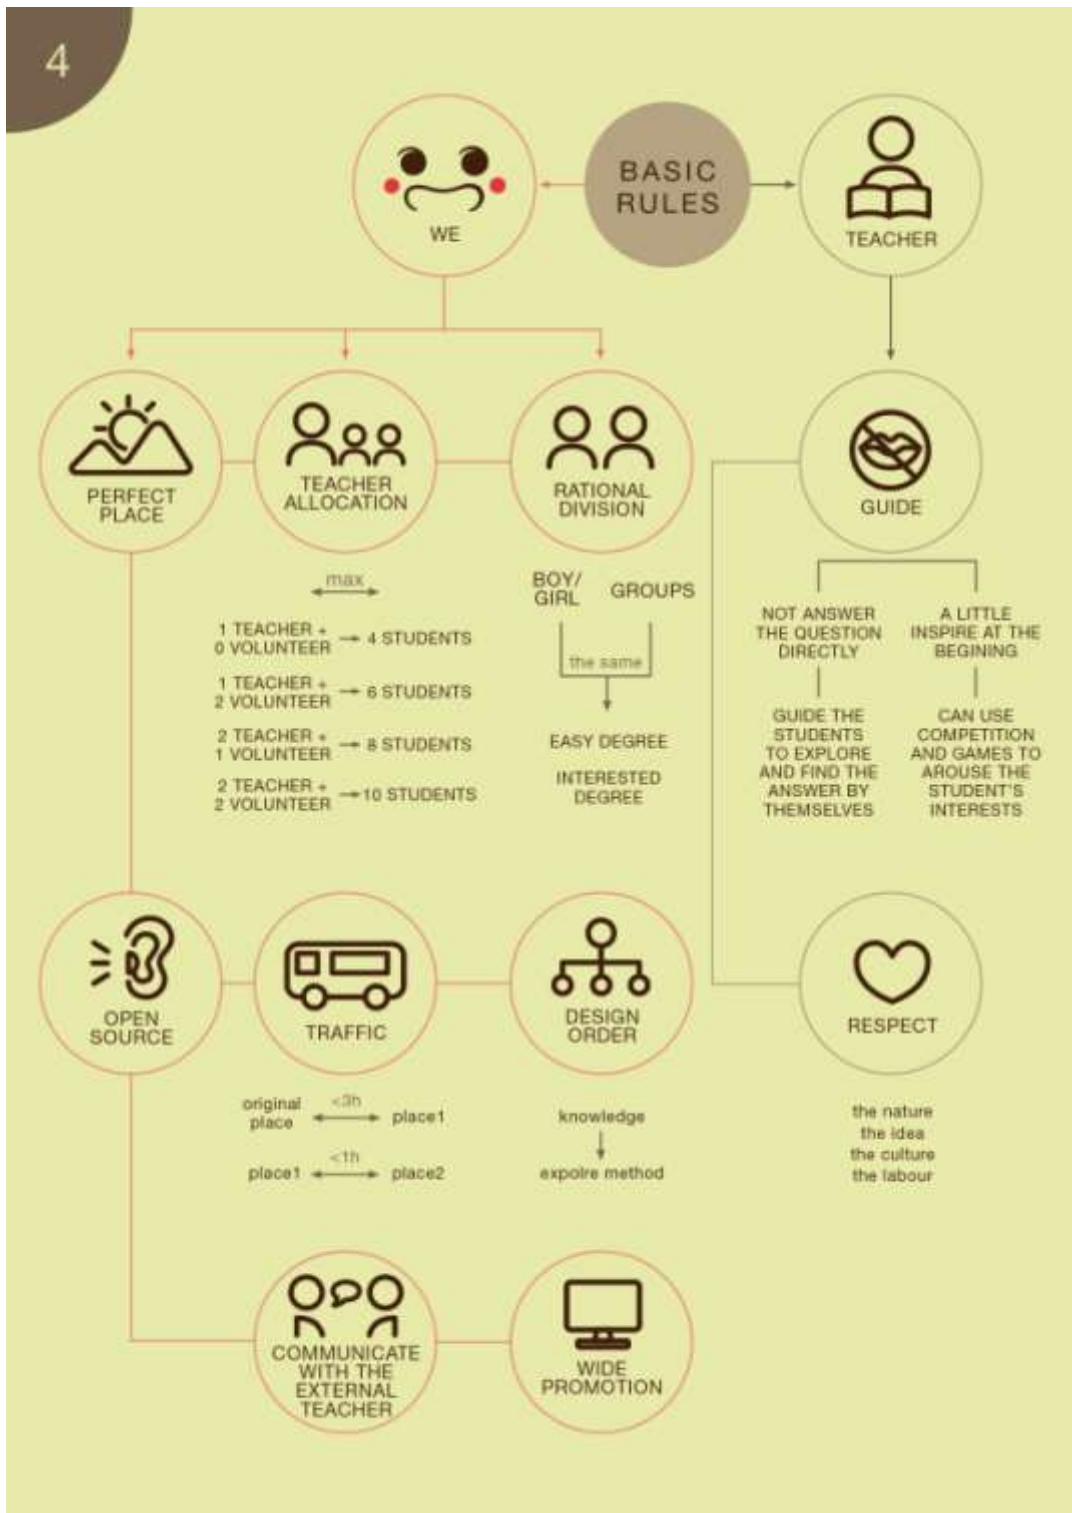 4
BASIC
RULES
WE
TEACHER
PERFECT
PLACE
TEACHER
ALLOCATION
RATIONAL
DIVISION
GUIDE
max
1 TEACHER +
0 VOLUNTEER → 4 STUDENTS
1 TEACHER +
2 VOLUNTEER → 6 STUDENTS
2 TEACHER +
1 VOLUNTEER → 8 STUDENTS
2 TEACHER +
2 VOLUNTEER → 10 STUDENTS
BOY/
GIRL
GROUPS
the same
EASY DEGREE
INTERESTED
DEGREE
NOT ANSWER
THE QUESTION
DIRECTLY
GUIDE THE
STUDENTS
TO EXPLORE
AND FIND THE
ANSWER BY
THEMSELVES
A LITTLE
INSPIRE AT THE
BEGINING
CAN USE
COMPETITION
AND GAMES TO
AROUSE THE
STUDENT'S
INTERESTS
OPEN
SOURCE
TRAFFIC
DESIGN
ORDER
RESPECT
original
place
<3h
place1
place1
<1h
place2
knowledge
expolre method
the nature
the idea
the culture
the labour
COMMUNICATE
WITH THE
EXTERNAL
TEACHER
WIDE
PROMOTION